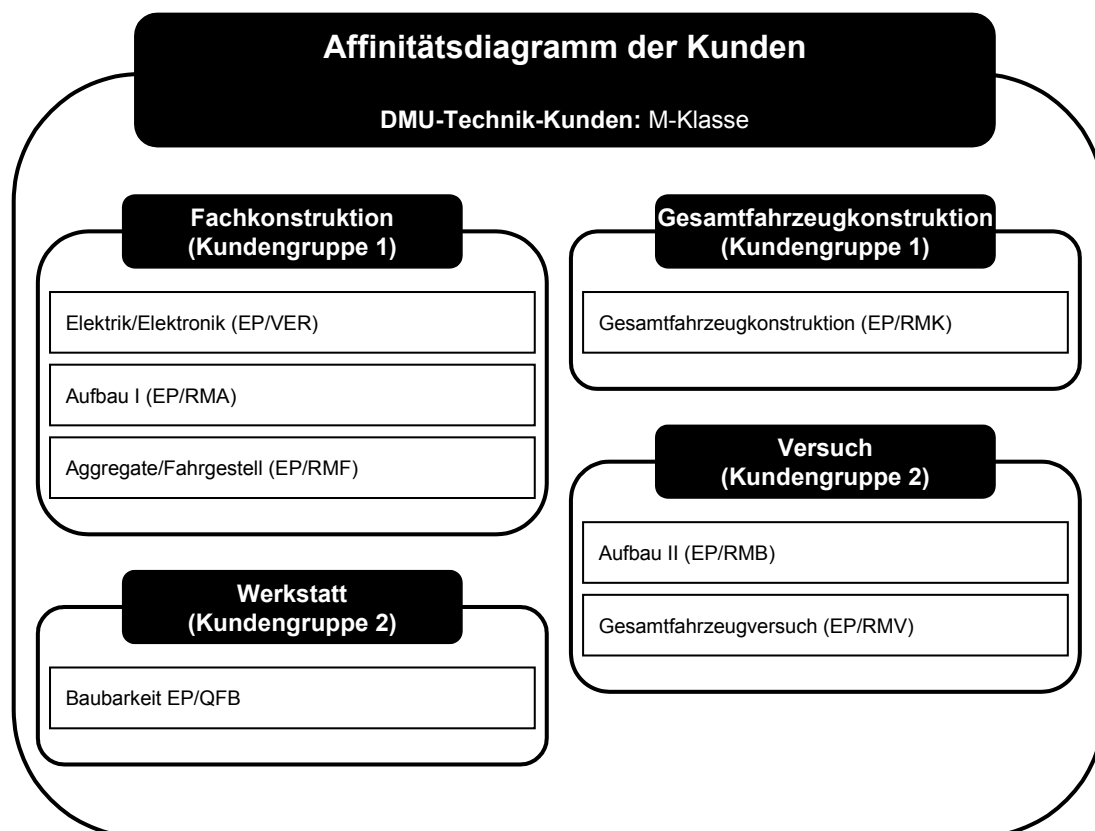 Affinitätsdiagramm der Kunden
DMU-Technik-Kunden: M-Klasse
Fachkonstruktion
(Kundengruppe 1)
Elektrik/Elektronik (EP/VER)
Aufbau I (EP/RMA)
Aggregate/Fahrgestell (EP/RMF)
Werkstatt
(Kundengruppe 2)
Baubarkeit EP/QFB
Gesamtfahrzeugkonstruktion
(Kundengruppe 1)
Gesamtfahrzeugkonstruktion (EP/RMK)
Versuch
(Kundengruppe 2)
Aufbau II (EP/RMB)
Gesamtfahrzeugversuch (EP/RMV)